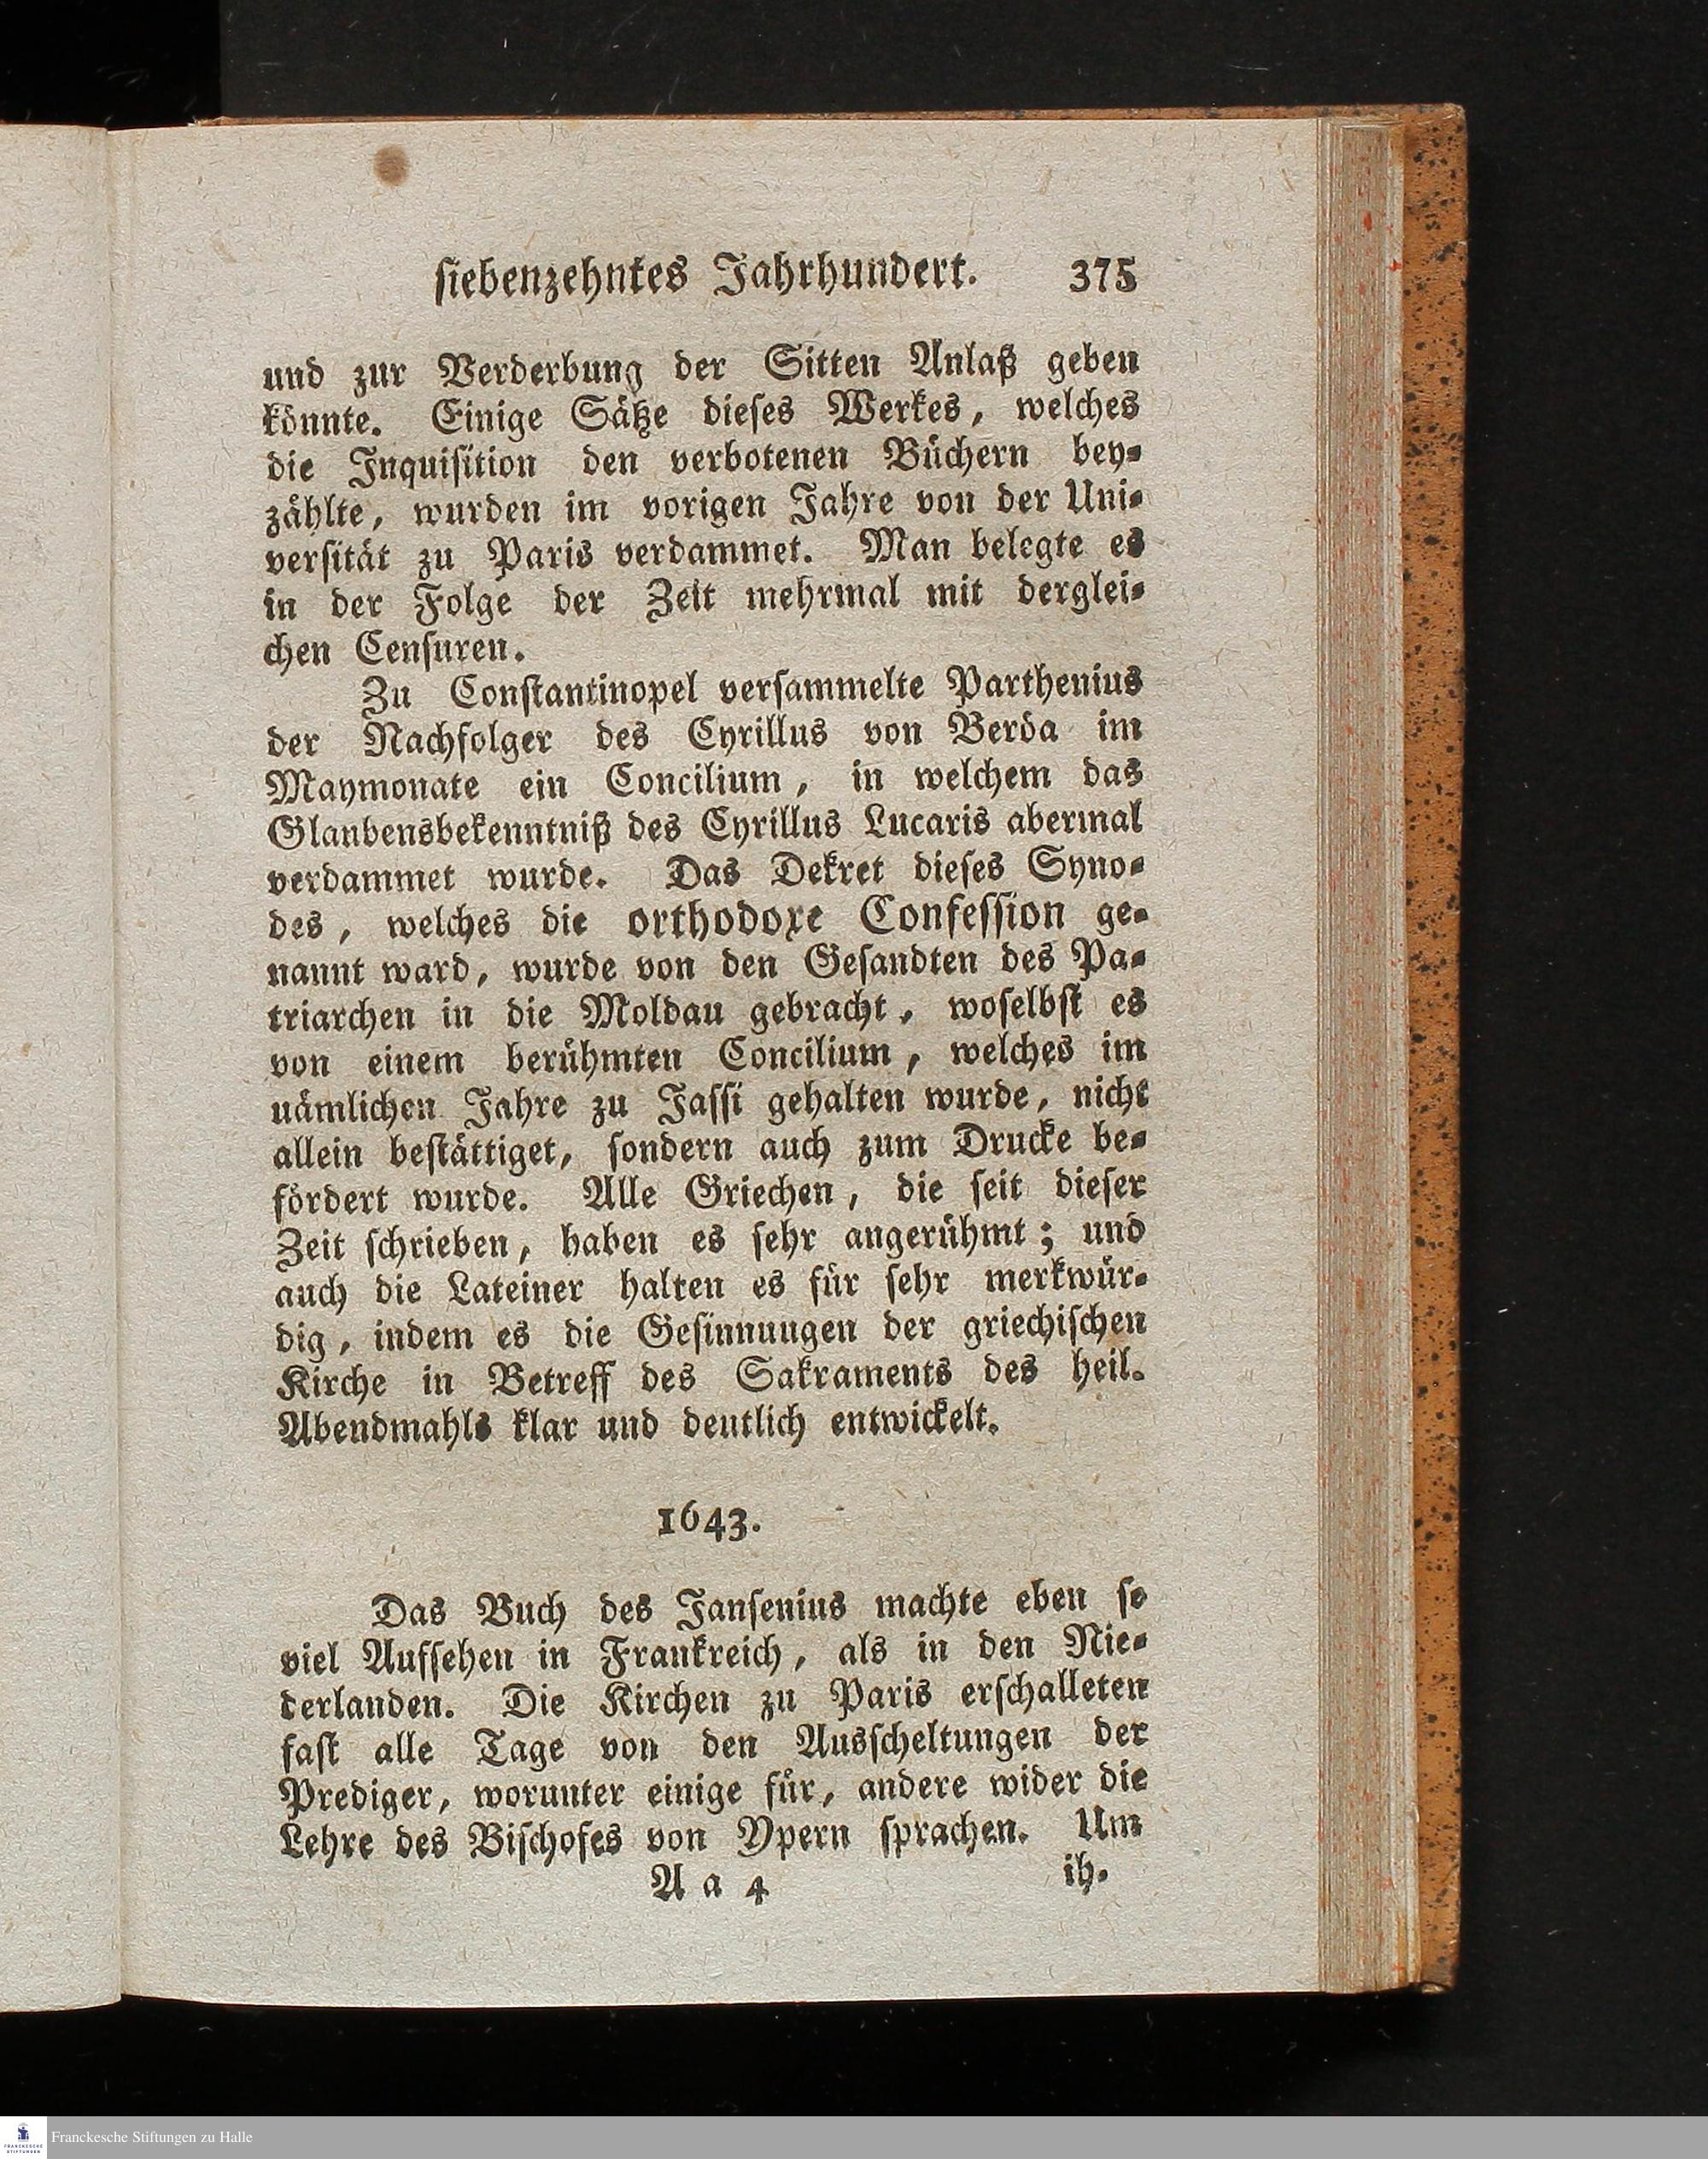 siebenzehntes Jahrhundert. 375
und zur Verderbung der Sitten Anlaß geben
könnte. Einige Sätze dieses Werkes, welches
die Inquisition den verbotenen Büchern bey-
zählte, wurden im vorigen Jahre von der Uni-
versität zu Paris verdammet. Man belegte es
in der Folge der Zeit mehrmal mit derglei-
chen Censuren.
Zu Constantinopel versammelte Parthenius
der Nachfolger des Cyrillus von Beröa im
Maymonate ein Concilium, in welchem das
Glaubensbekenntniß des Cyrillus Lucaris abermal
verdammet wurde. Das Dekret dieses Syno-
des, welches die orthodoxe Confession ge-
nannt ward, wurde von den Gesandten des Pa-
triarchen in die Moldau gebracht, woselbst es
von einem berühmten Concilium, welches im
nämlichen Jahre zu Jassi gehalten wurde, nicht
allein bestättiget, sondern auch zum Drucke be-
fördert wurde. Alle Griechen, die seit dieser
Zeit schrieben, haben es sehr angerühmt; und
auch die Lateiner halten es für sehr merkwür-
dig, indem es die Gesinnungen der griechischen
Kirche in Betreff des Sakraments des heil.
Abendmahls klar und deutlich entwickelt.
1643.
Das Buch des Jansenius machte eben so
viel Aufsehen in Frankreich, als in den Nie-
derlanden. Die Kirchen zu Paris erschalleten
fast alle Tage von den Ausscheltungen der
Prediger, worunter einige für, andere wider die
Lehre des Bischofes von Ypern sprachen. Um
A a 4 ih-
FRANCKESCHE STIFTUNGEN
Franckesche Stiftungen zu Halle